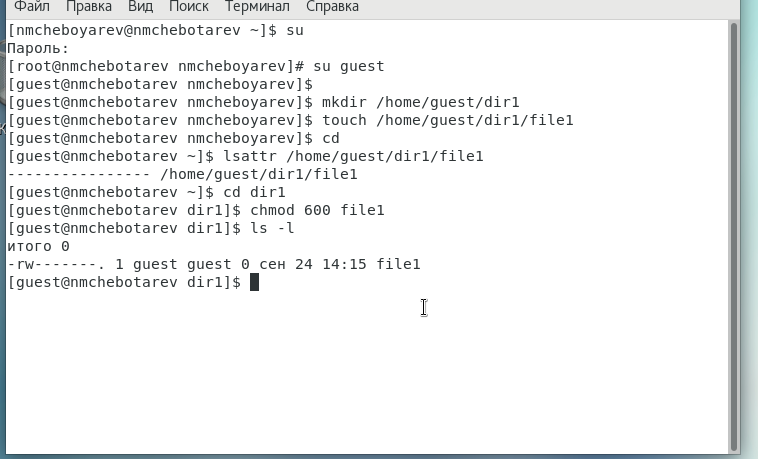 Файл Правка Вид Поиск Терминал Справка
[nmcheboyarev@nmchebotarev ~]$ su
Пароль:
[root@nmchebotarev nmcheboyarev]# su guest
[guest@nmchebotarev nmcheboyarev]$
[guest@nmchebotarev nmcheboyarev]$ mkdir /home/guest/dir1
[guest@nmchebotarev nmcheboyarev]$ touch /home/guest/dir1/file1
[guest@nmchebotarev nmcheboyarev]$ cd
[guest@nmchebotarev ~]$ lsattr /home/guest/dir1/file1
---------------- /home/guest/dir1/file1
[guest@nmchebotarev ~]$ cd dir1
[guest@nmchebotarev dir1]$ chmod 600 file1
[guest@nmchebotarev dir1]$ ls -l
итого 0
-rw-------. 1 guest guest 0 сен 24 14:15 file1
[guest@nmchebotarev dir1]$